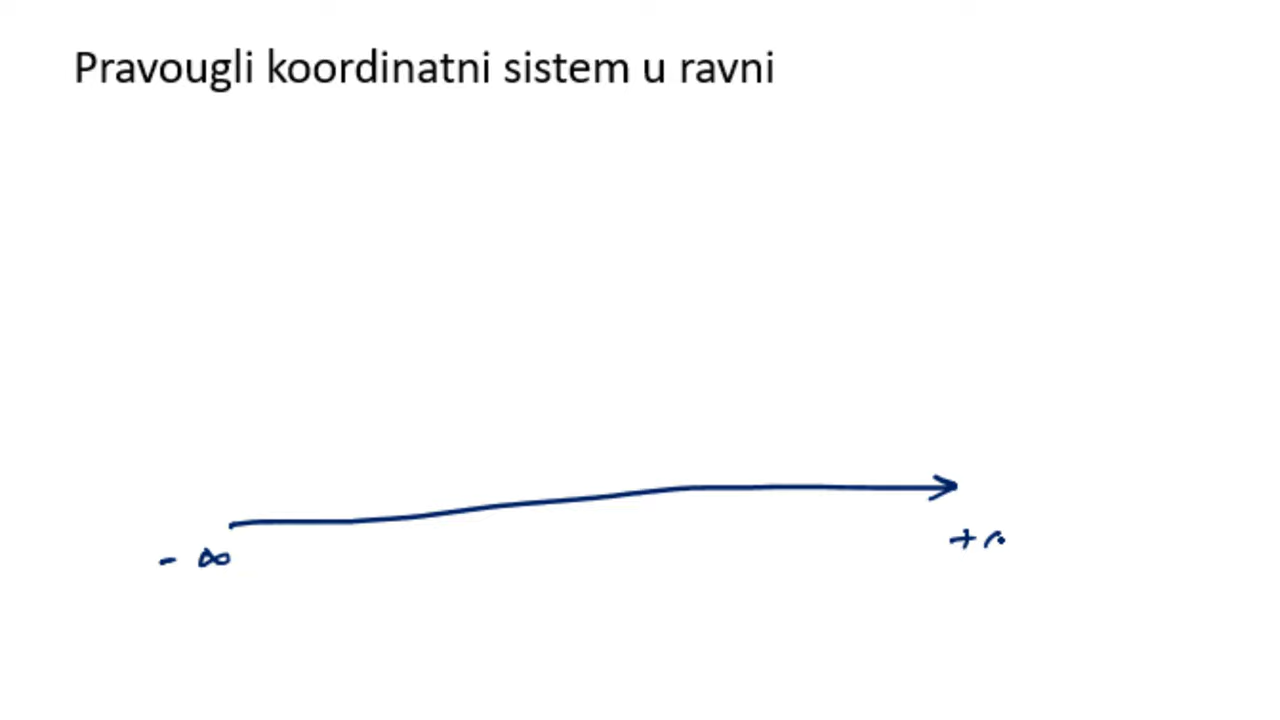 Pravougli koordinatni sistem u ravni
- ∞
+